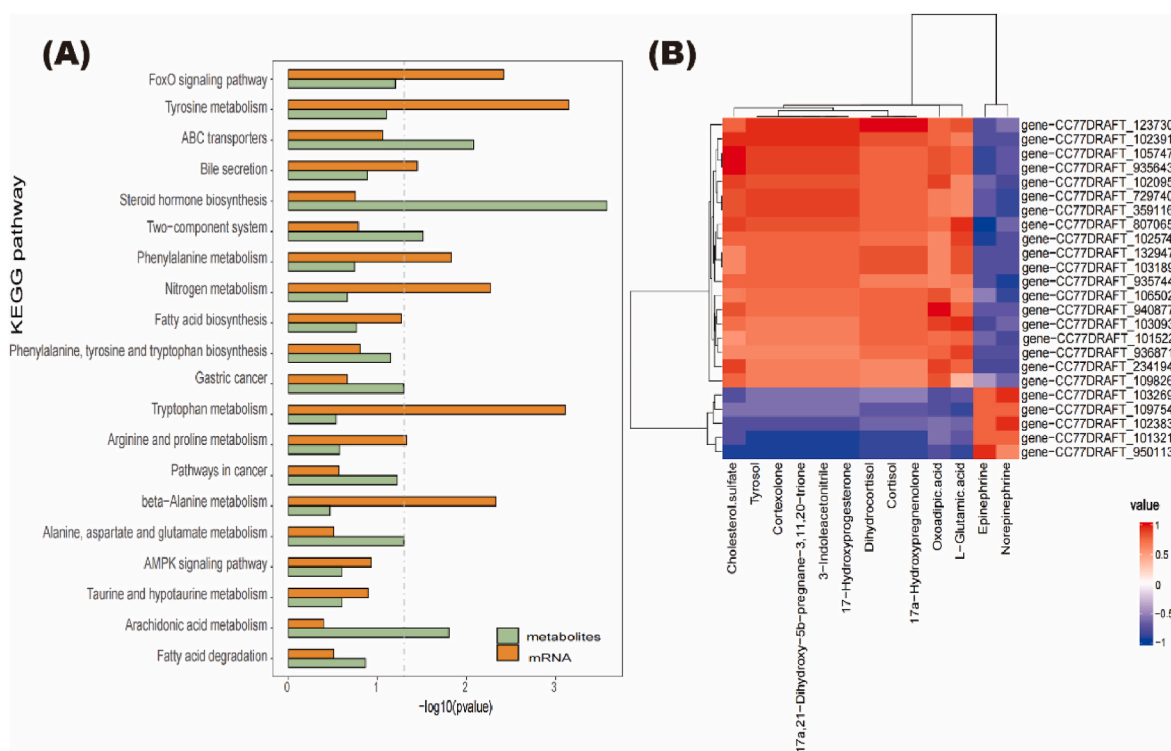 (A)
KEGG pathway
FoxO signaling pathway
Tyrosine metabolism
ABC transporters
Bile secretion
Steroid hormone biosynthesis
Two-component system
Phenylalanine metabolism
Nitrogen metabolism
Fatty acid biosynthesis
Phenylalanine, tyrosine and tryptophan biosynthesis
Gastric cancer
Tryptophan metabolism
Arginine and proline metabolism
Pathways in cancer
beta-Alanine metabolism
Alanine, aspartate and glutamate metabolism
AMPK signaling pathway
Taurine and hypotaurine metabolism
Arachidonic acid metabolism
Fatty acid degradation
metabolites
mRNA
0 1 2 3
-log10(pvalue)
(B)
gene-CC77DRAFT_123730
gene-CC77DRAFT_102391
gene-CC77DRAFT_105747
gene-CC77DRAFT_935643
gene-CC77DRAFT_102095
gene-CC77DRAFT_729740
gene-CC77DRAFT_359116
gene-CC77DRAFT_807065
gene-CC77DRAFT_102574
gene-CC77DRAFT_132947
gene-CC77DRAFT_103189
gene-CC77DRAFT_935744
gene-CC77DRAFT_106502
gene-CC77DRAFT_940877
gene-CC77DRAFT_103093
gene-CC77DRAFT_101522
gene-CC77DRAFT_936871
gene-CC77DRAFT_234194
gene-CC77DRAFT_109826
gene-CC77DRAFT_103269
gene-CC77DRAFT_109754
gene-CC77DRAFT_102383
gene-CC77DRAFT_101321
gene-CC77DRAFT_950113
Cholesterol.sulfate
Tyrosol
Cortexolone
17a,21-Dihydroxy-5b-pregnane-3,11,20-trione
3-Indoleacetonitrile
17-Hydroxyprogesterone
Dihydrocortisol
Cortisol
17a-Hydroxypregnenolone
Oxoadipic.acid
L-Glutamic.acid
Epinephrine
Norepinephrine
value
1
0.5
0
-0.5
-1